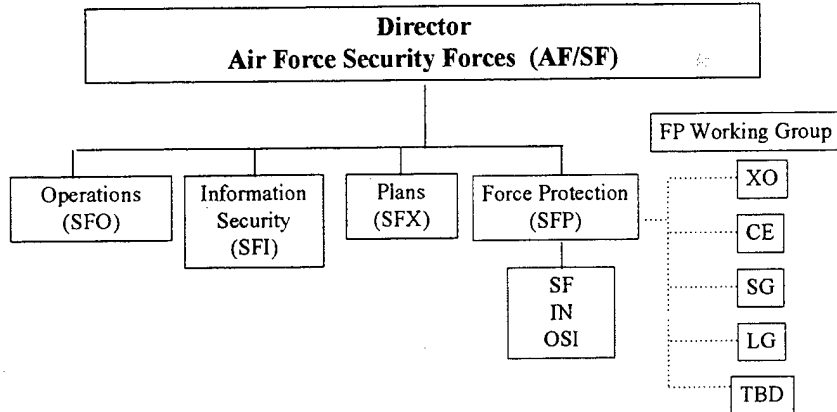 Director
Air Force Security Forces (AF/SF)
FP Working Group
Operations
(SFO)
Information
Security
(SFI)
Plans
(SFX)
Force Protection
(SFP)
SF
IN
OSI
XO
CE
SG
LG
TBD